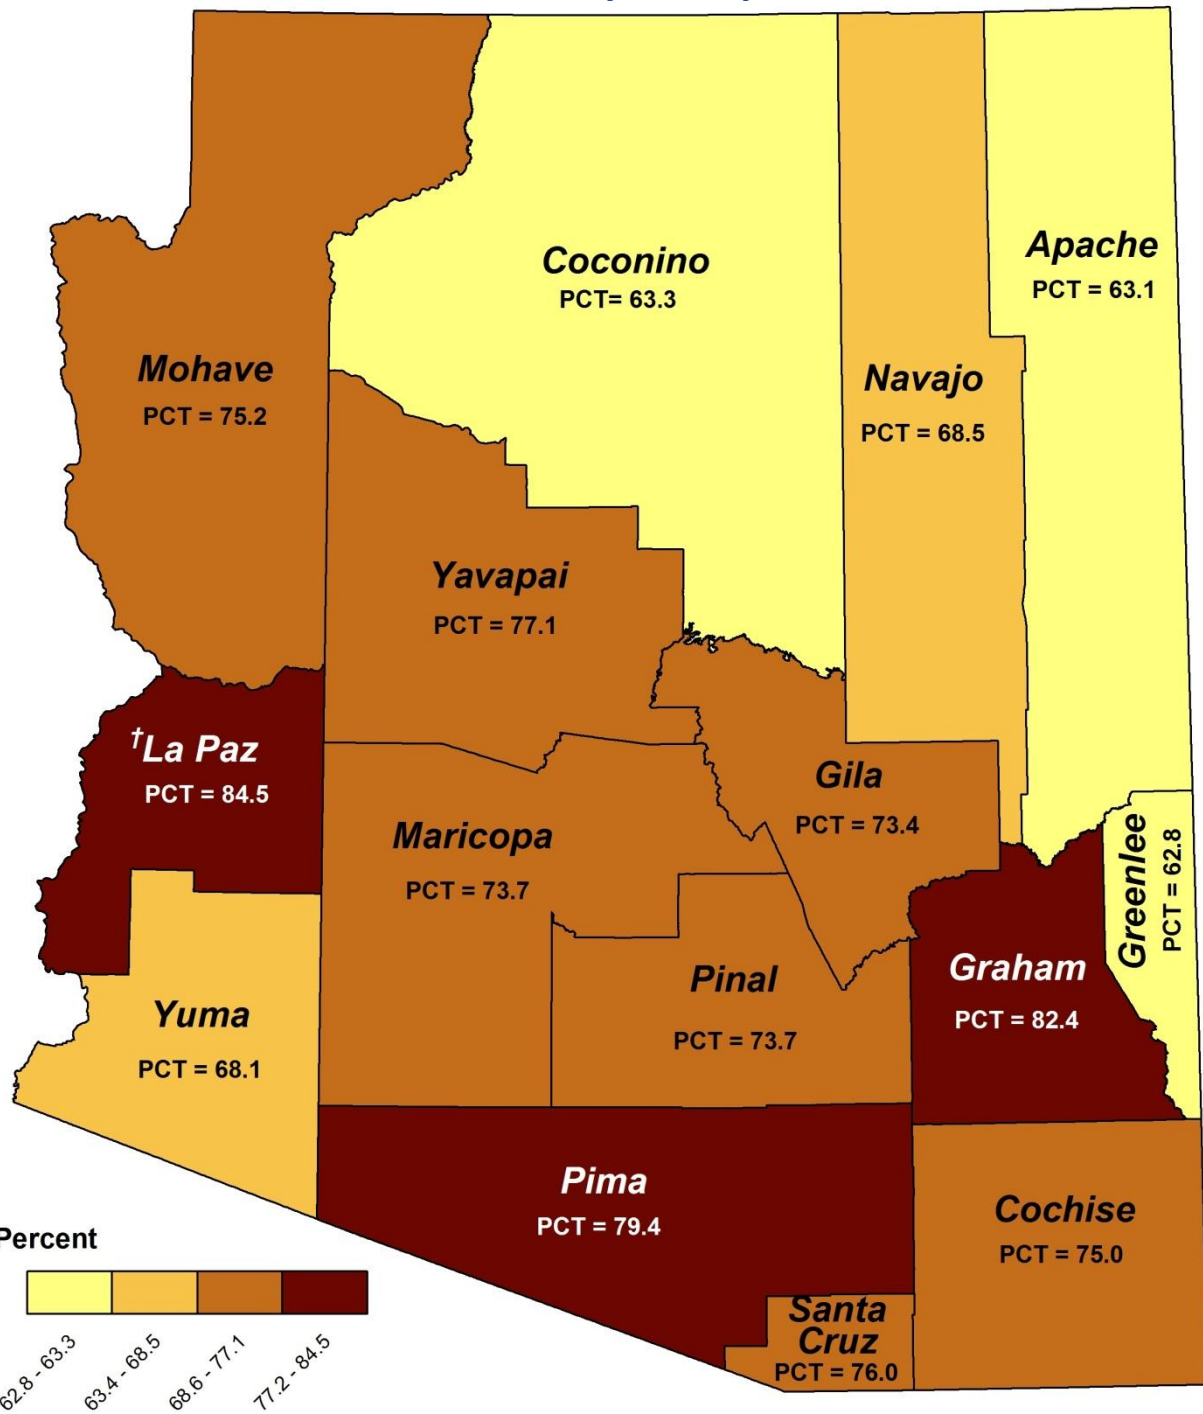 Coconino
PCT= 63.3
Apache
PCT = 63.1
Mohave
PCT = 75.2
Navajo
PCT = 68.5
Yavapai
PCT = 77.1
†La Paz
PCT = 84.5
Gila
PCT = 73.4
Maricopa
PCT = 73.7
Greenlee
PCT = 62.8
Pinal
PCT = 73.7
Graham
PCT = 82.4
Yuma
PCT = 68.1
Pima
PCT = 79.4
Cochise
PCT = 75.0
Santa
Cruz
PCT = 76.0
Percent
62.8 - 63.3
63.4 - 68.5
68.6 - 77.1
77.2 - 84.5